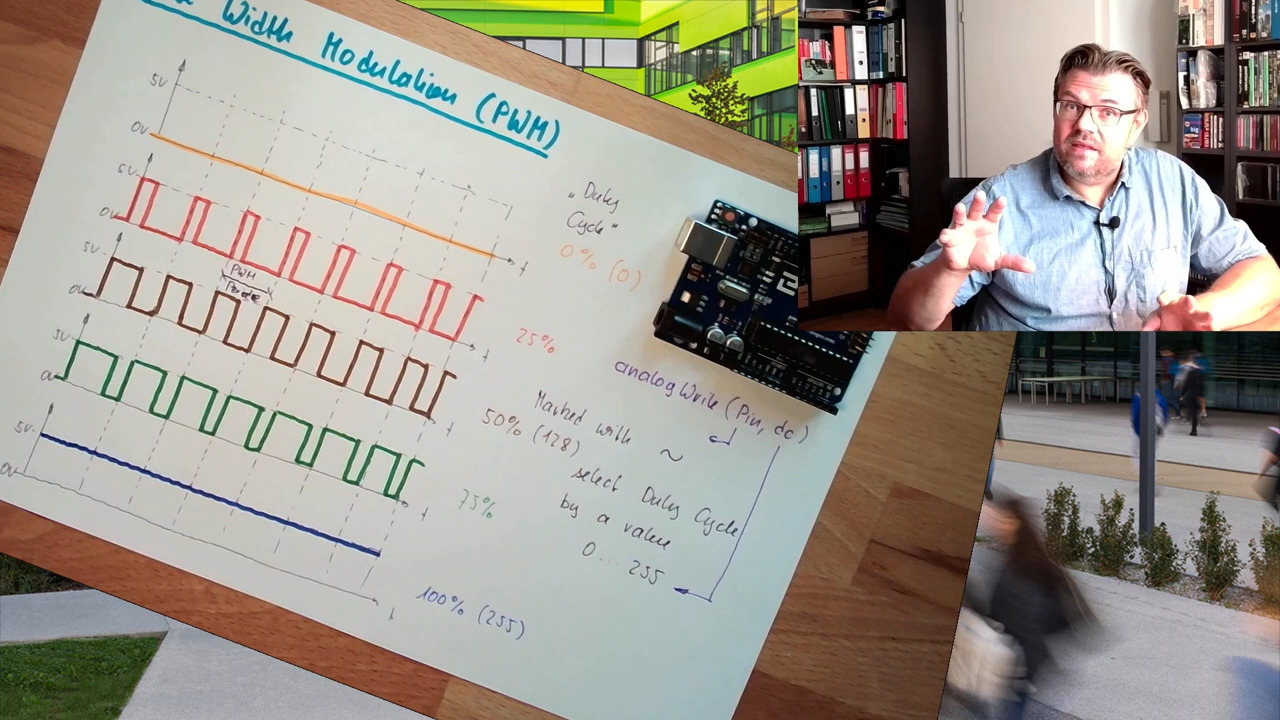 Width Modulation (PWM)
5V
0V
5V
0V
PWM
5V
0V
5V
0V
5V
0V
t
t
t
t
t
"Duty
Cycle"
0% (0)
25%
50% (128)
75%
100% (255)
analogWrite (Pin, dc)
Marked with ~
select Duty Cycle
by a value
0...255